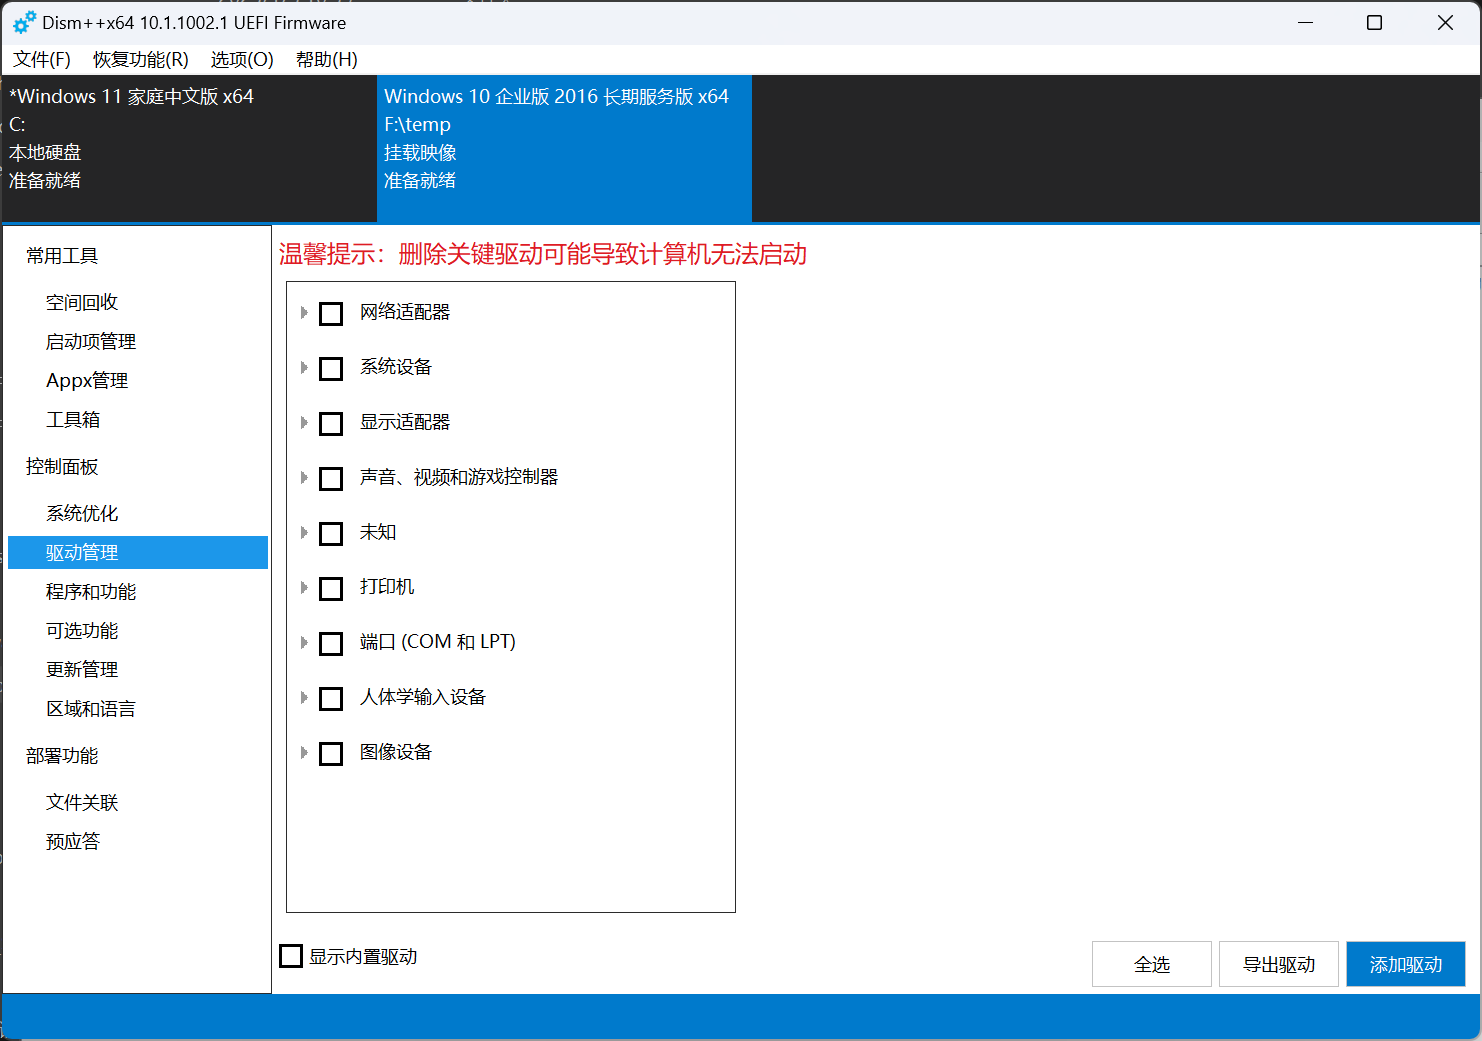 Dism++x64 10.1.1002.1 UEFI Firmware
文件(F) 恢复功能(R) 选项(O) 帮助(H)
*Windows 11 家庭中文版 x64
C:
本地硬盘
准备就绪
Windows 10 企业版 2016 长期服务版 x64
F:\temp
挂载映像
准备就绪
常用工具
空间回收
启动项管理
Appx管理
工具箱
控制面板
系统优化
驱动管理
程序和功能
可选功能
更新管理
区域和语言
部署功能
文件关联
预应答
温馨提示：删除关键驱动可能导致计算机无法启动
网络适配器
系统设备
显示适配器
声音、视频和游戏控制器
未知
打印机
端口 (COM 和 LPT)
人体学输入设备
图像设备
显示内置驱动
全选 导出驱动 添加驱动